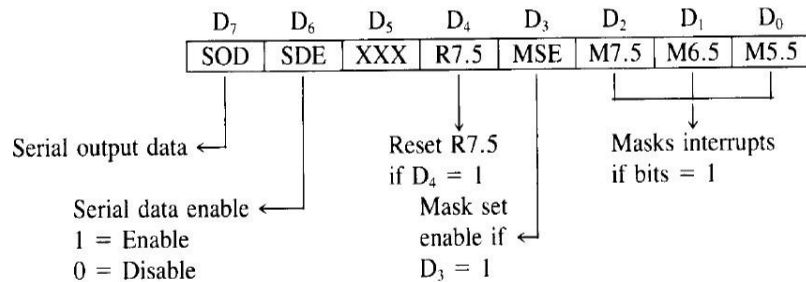 D₇ D₆ D₅ D₄ D₃ D₂ D₁ D₀
SOD SDE XXX R7.5 MSE M7.5 M6.5 M5.5
Serial output data
Reset R7.5
if D₄ = 1
Masks interrupts
if bits = 1
Serial data enable
1 = Enable
0 = Disable
Mask set
enable if
D₃ = 1